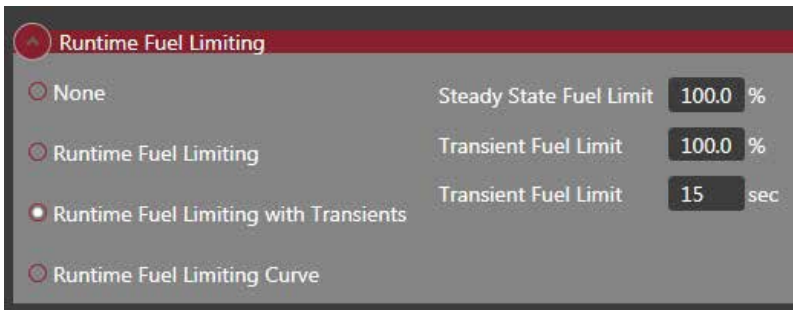 Runtime Fuel Limiting
None
Runtime Fuel Limiting
Runtime Fuel Limiting with Transients
Runtime Fuel Limiting Curve
Steady State Fuel Limit 100.0 %
Transient Fuel Limit 100.0 %
Transient Fuel Limit 15 sec